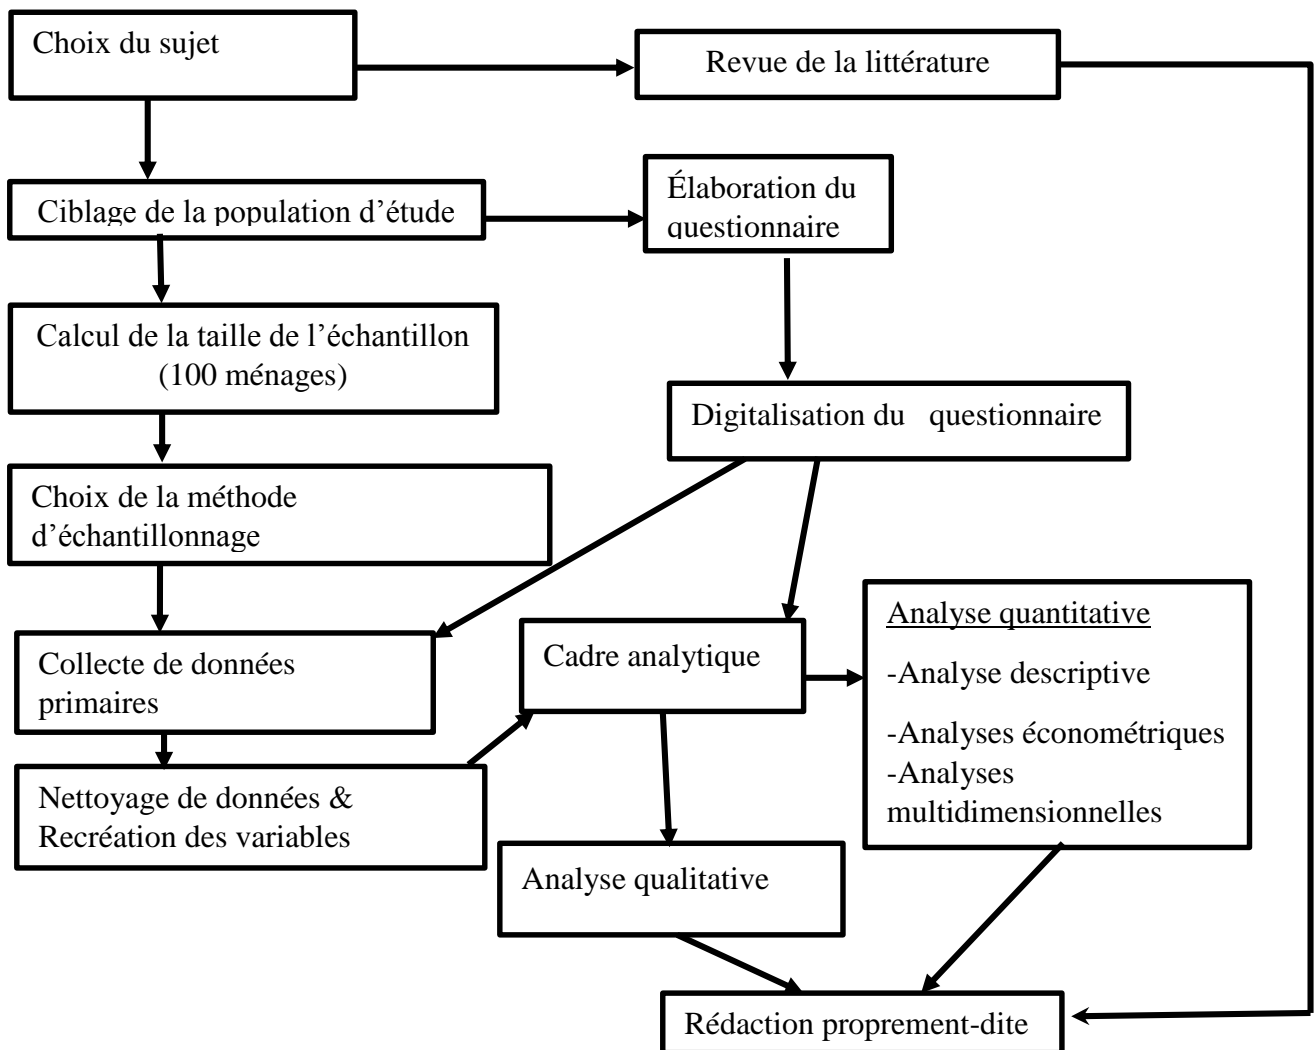 Choix du sujet
Revue de la littérature
Ciblage de la population d’étude
Élaboration du
questionnaire
Calcul de la taille de l’échantillon
(100 ménages)
Digitalisation du questionnaire
Choix de la méthode
d’échantillonnage
Collecte de données
primaires
Cadre analytique
Analyse quantitative
-Analyse descriptive
-Analyses économétriques
-Analyses
multidimensionnelles
Nettoyage de données &
Recréation des variables
Analyse qualitative
Rédaction proprement-dite